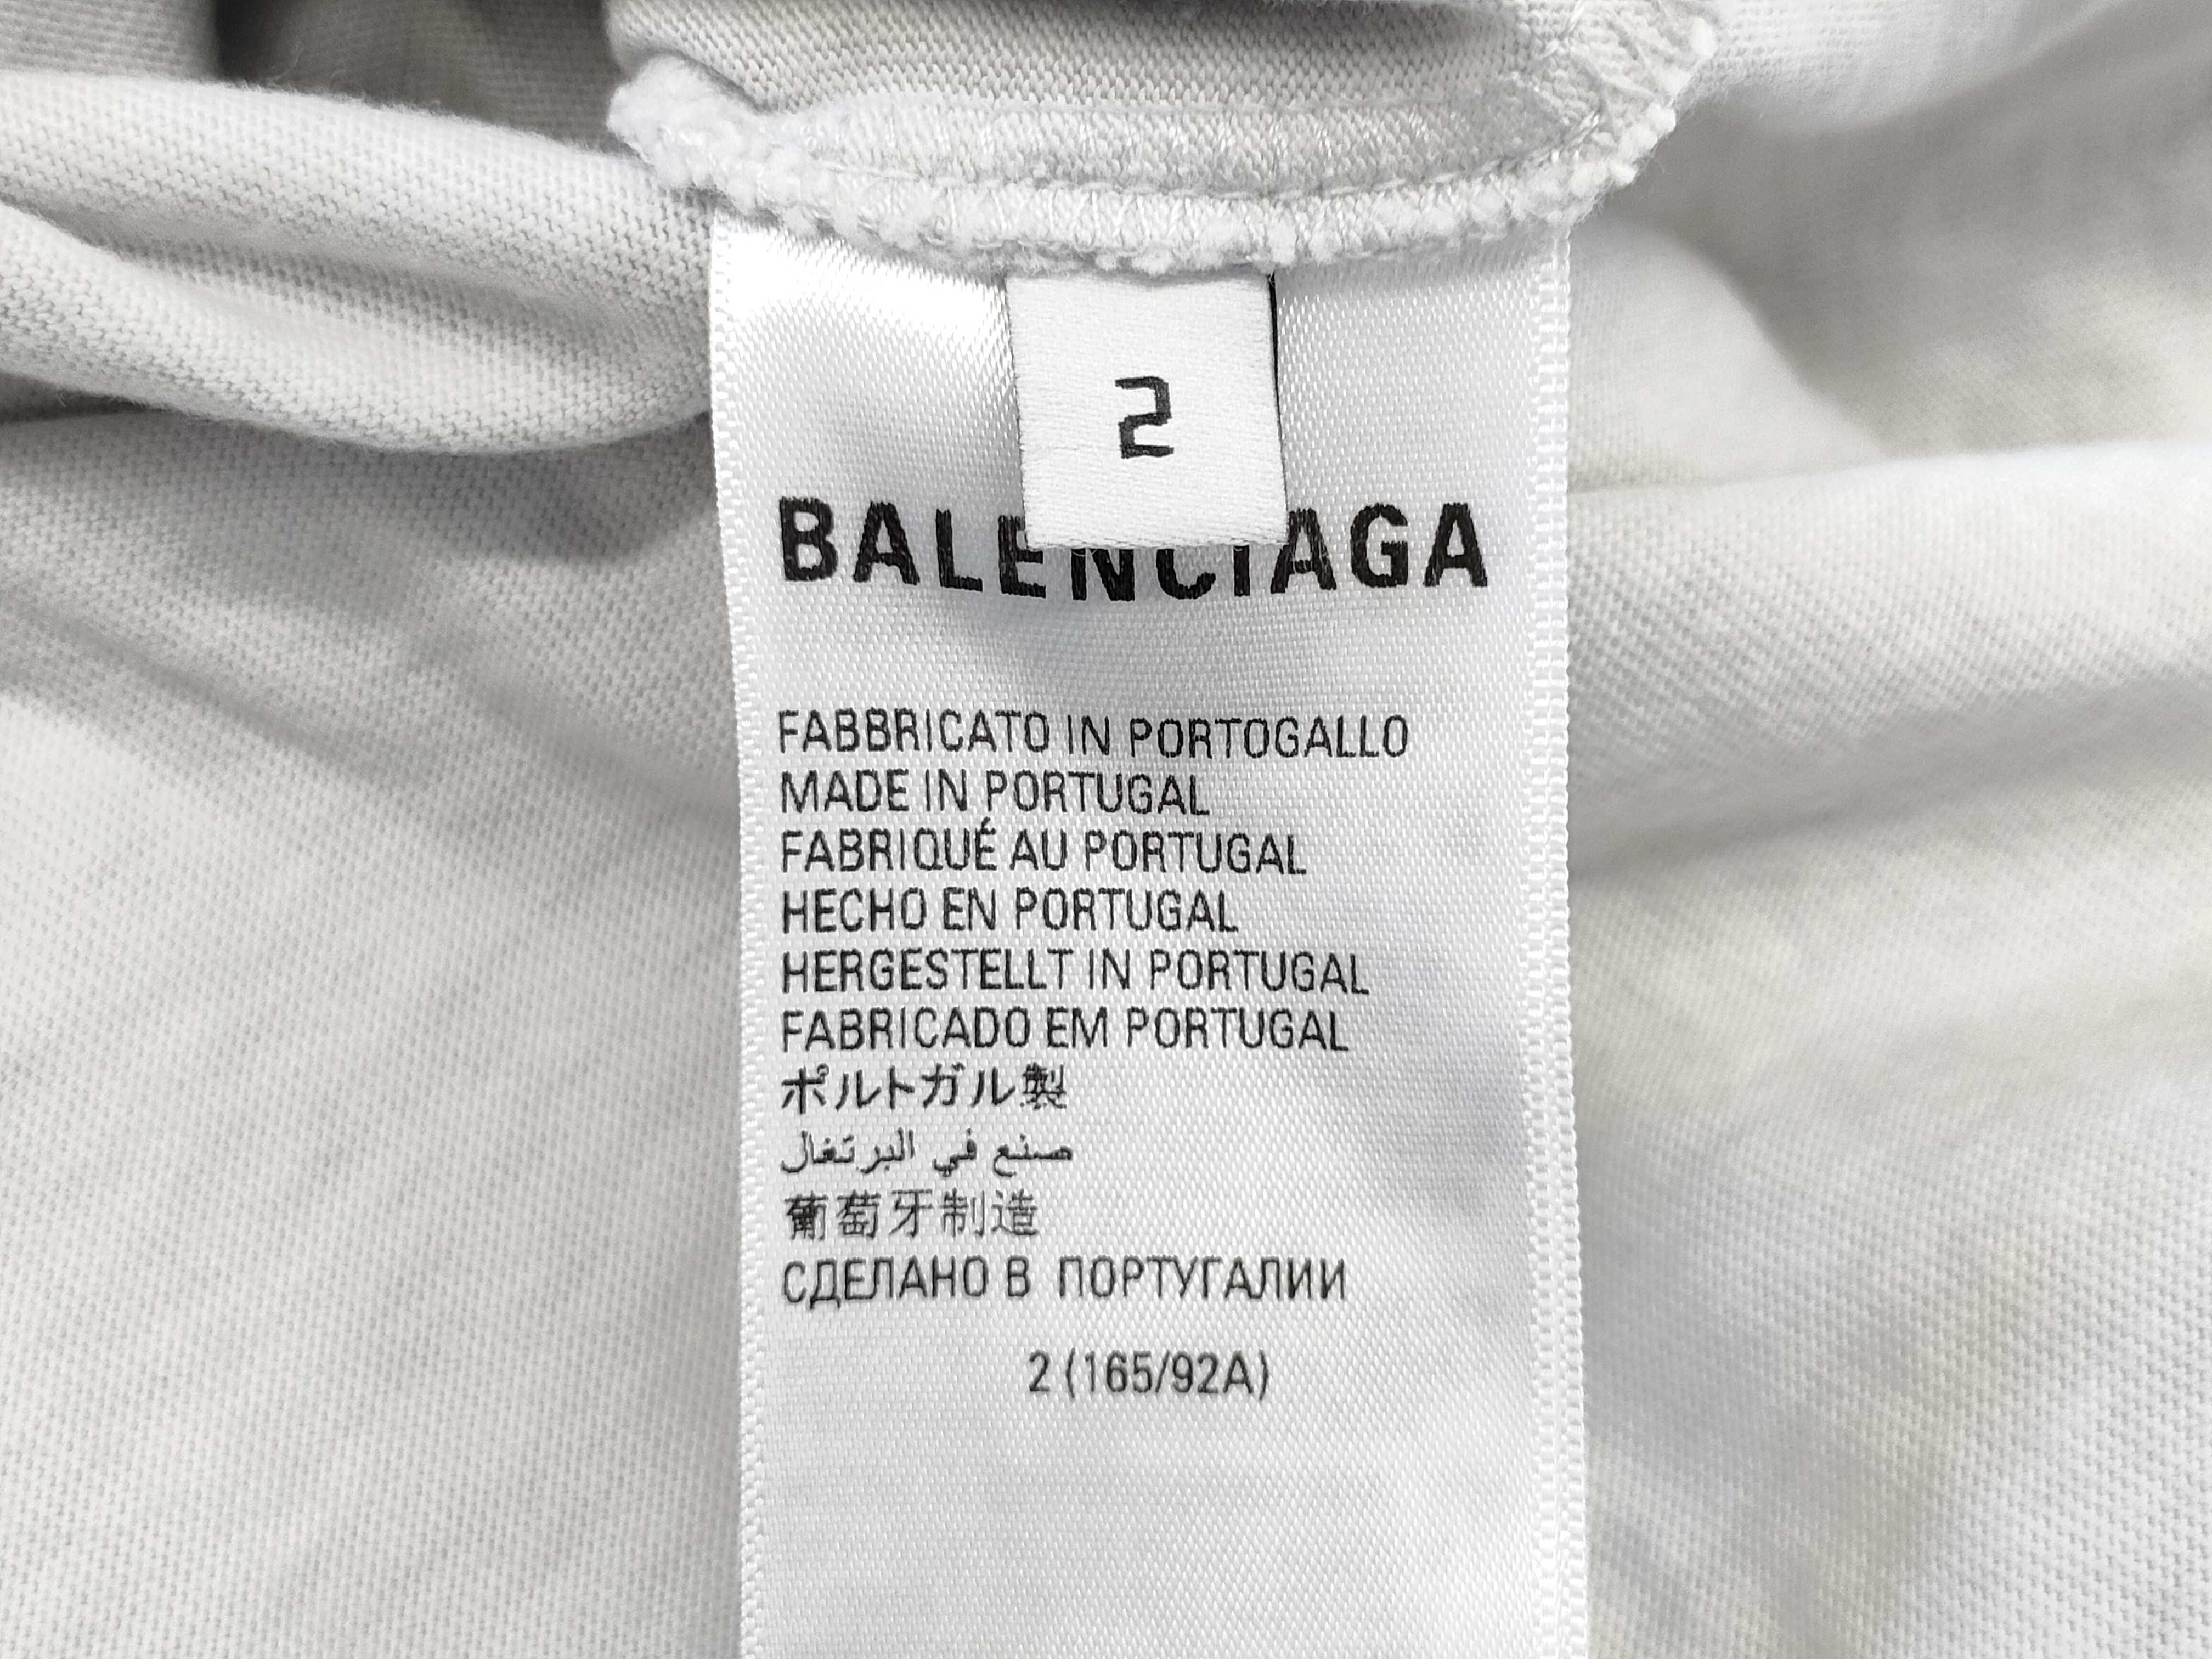 2
BALENCIAGA
FABBRICATO IN PORTOGALLO
MADE IN PORTUGAL
FABRIQUÉ AU PORTUGAL
HECHO EN PORTUGAL
HERGESTELLT IN PORTUGAL
FABRICADO EM PORTUGAL
ポルトガル製
صنع في البرتغال
葡萄牙制造
СДЕЛАНО В ПОРТУГАЛИИ
2 (165/92A)